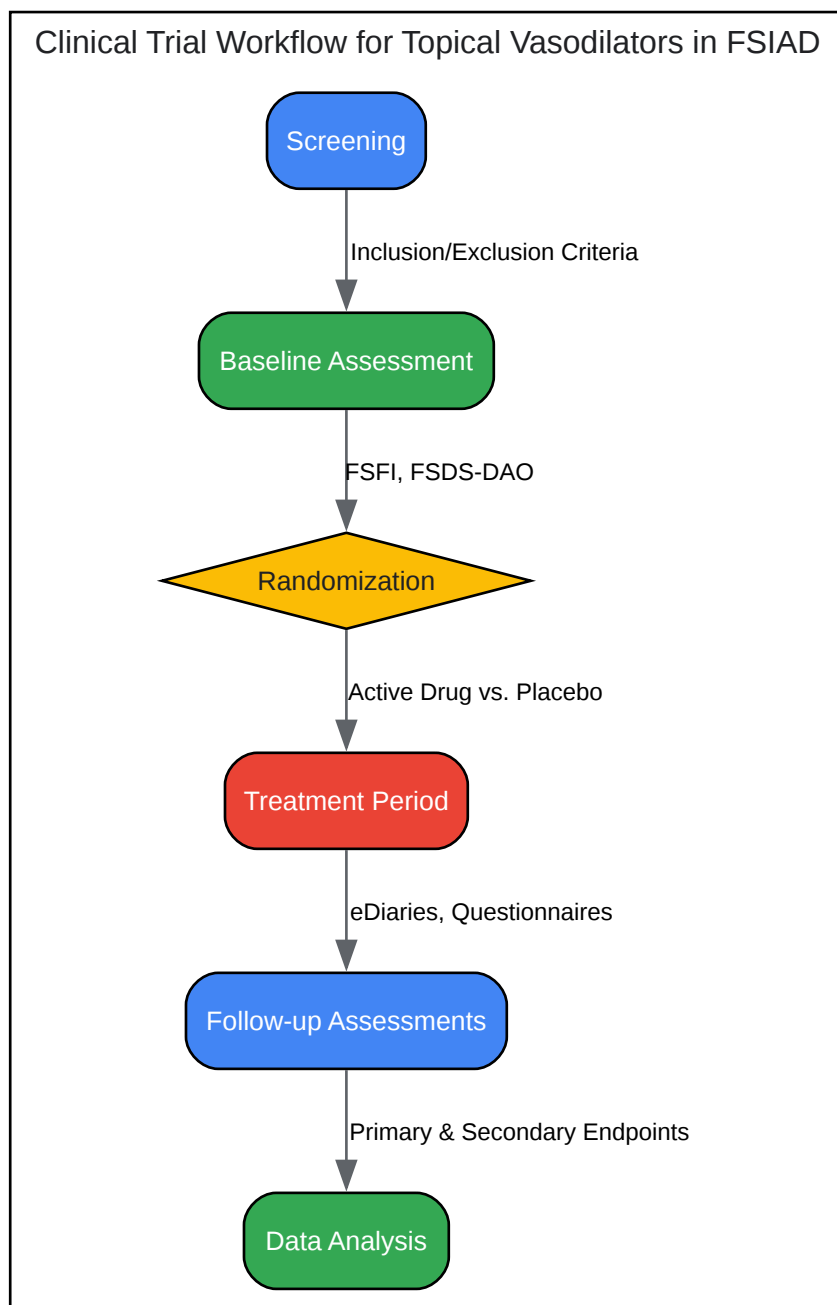 Clinical Trial Workflow for Topical Vasodilators in FSIAD
Screening
Inclusion/Exclusion Criteria
Baseline Assessment
FSFI, FSDS-DAO
Randomization
Active Drug vs. Placebo
Treatment Period
eDiaries, Questionnaires
Follow-up Assessments
Primary & Secondary Endpoints
Data Analysis